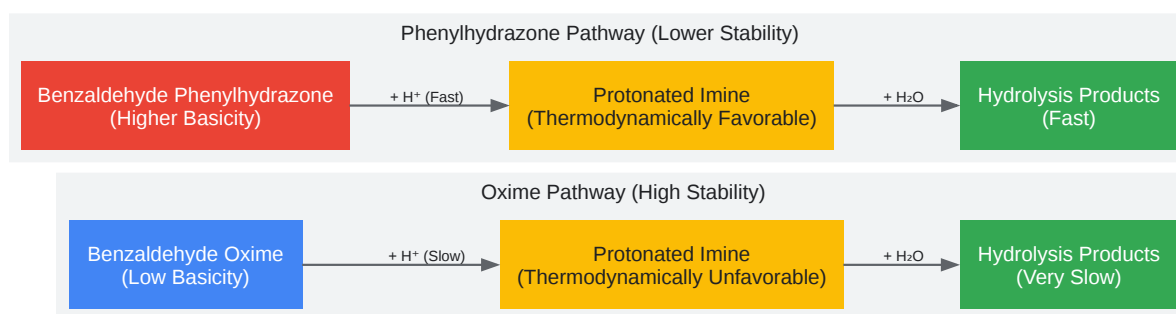 Phenylhydrazone Pathway (Lower Stability)
Benzaldehyde Phenylhydrazone
(Higher Basicity)
+ H⁺ (Fast)
Protonated Imine
(Thermodynamically Favorable)
+ H₂O
Hydrolysis Products
(Fast)
Oxime Pathway (High Stability)
Benzaldehyde Oxime
(Low Basicity)
+ H⁺ (Slow)
Protonated Imine
(Thermodynamically Unfavorable)
+ H₂O
Hydrolysis Products
(Very Slow)